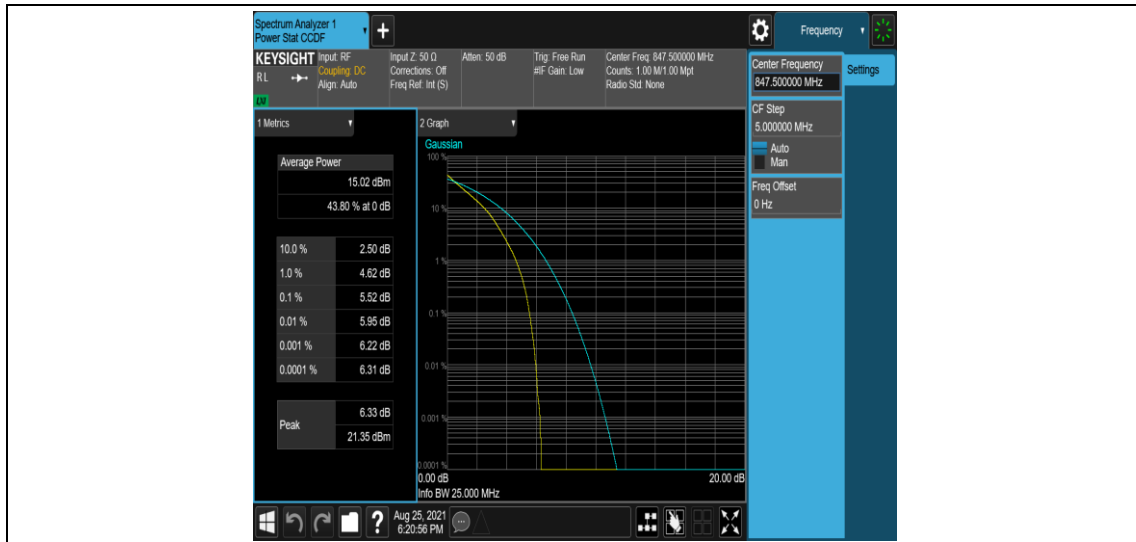 Spectrum Analyzer 1
Power Stat CCDF
+
Frequency
KEYSIGHT
RL
LXI
Input: RF
Coupling: DC
Align: Auto
Input Z: 50 Ω
Corrections: Off
Freq Ref: Int (S)
Atten: 50 dB
Trig: Free Run
#IF Gain: Low
Center Freq: 847.500000 MHz
Counts: 1.00 M/1.00 Mpt
Radio Std: None
Center Frequency
847.500000 MHz
Settings
CF Step
5.000000 MHz
Auto
Man
Freq Offset
0 Hz
1 Metrics
Average Power
15.02 dBm
43.80 % at 0 dB
10.0 % 2.50 dB
1.0 % 4.62 dB
0.1 % 5.52 dB
0.01 % 5.95 dB
0.001 % 6.22 dB
0.0001 % 6.31 dB
Peak
6.33 dB
21.35 dBm
2 Graph
Gaussian
100 %
10 %
1 %
0.1 %
0.01 %
0.001 %
0.0001 %
0.00 dB
20.00 dB
Info BW 25.000 MHz
?
Aug 25, 2021
6:20:56 PM